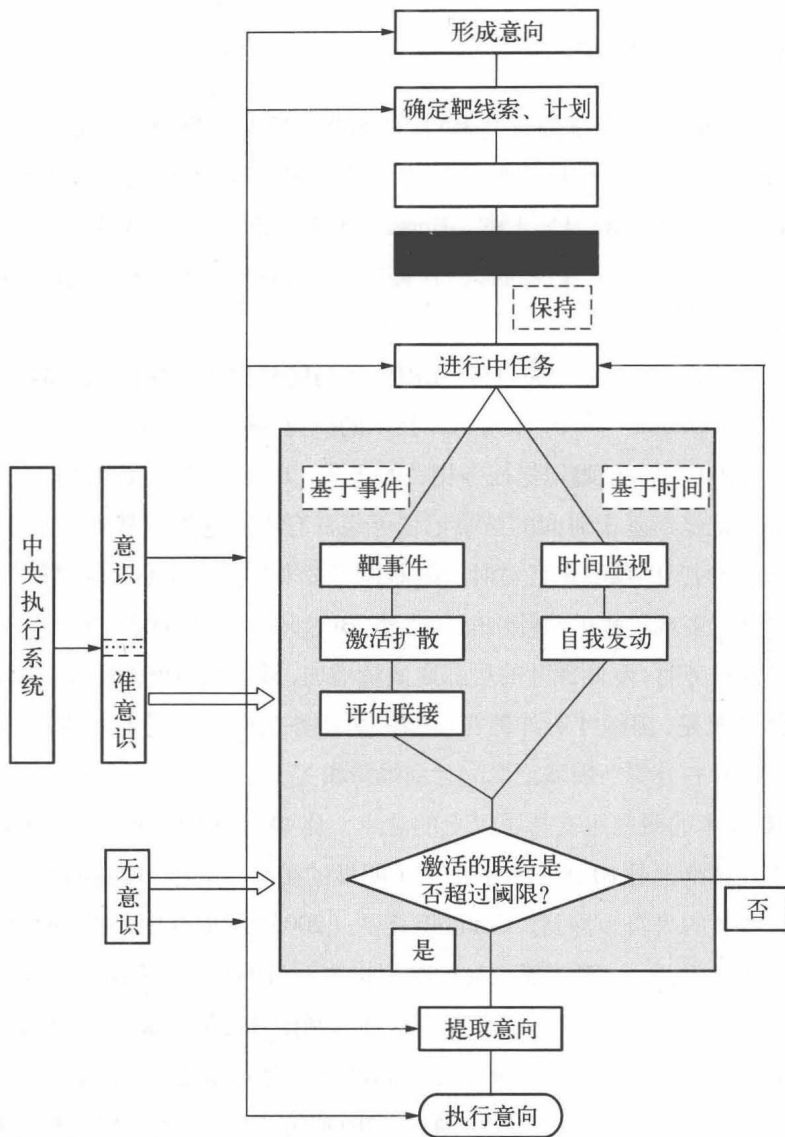 形成意向
确定靶线索、计划
保持
进行中任务
基于事件
基于时间
靶事件
时间监视
激活扩散
自我发动
评估联接
中央执行系统
意识
准意识
无意识
激活的联结是
否超过阈限?
是
否
提取意向
执行意向